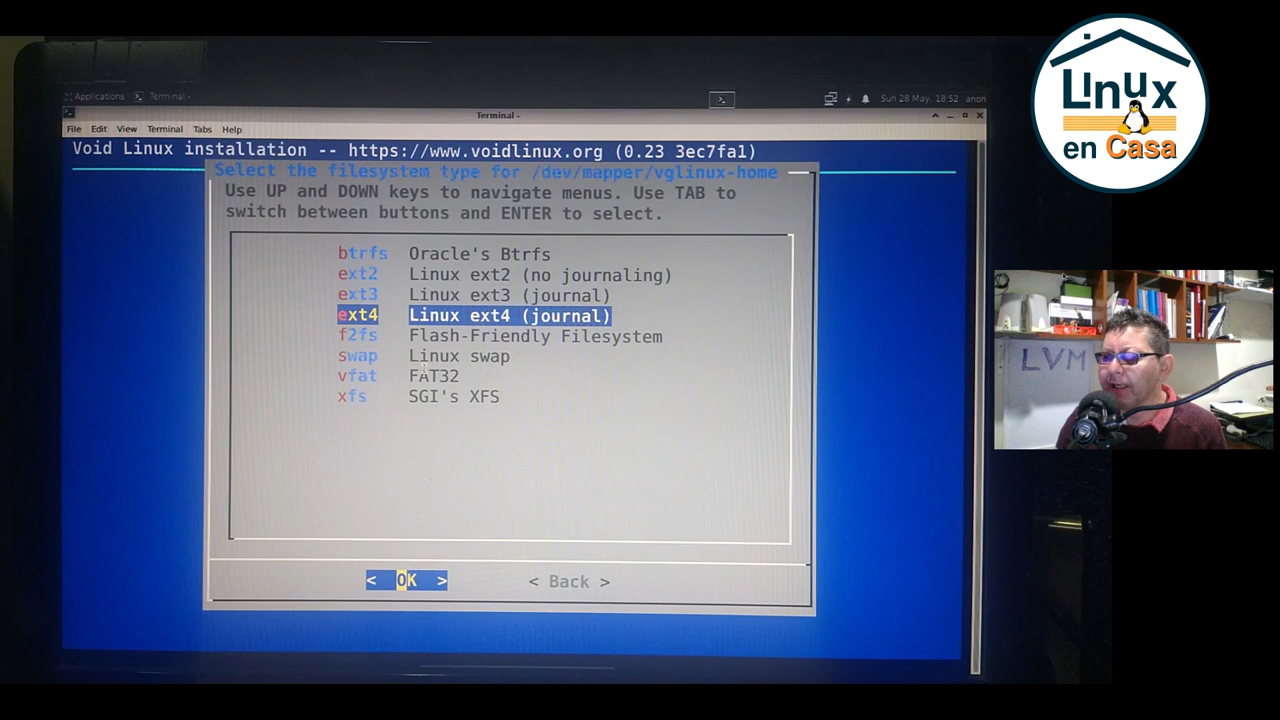 Linux
en Casa
Applications
Terminal -
Sun 28 May, 18:52 anon
Terminal -
File Edit View Terminal Tabs Help
Void Linux installation -- https://www.voidlinux.org (0.23 3ec7fa1)
Select the filesystem type for /dev/mapper/vglinux-home
Use UP and DOWN keys to navigate menus. Use TAB to
switch between buttons and ENTER to select.
btrfs Oracle's Btrfs
ext2 Linux ext2 (no journaling)
ext3 Linux ext3 (journal)
ext4 Linux ext4 (journal)
f2fs Flash-Friendly Filesystem
swap Linux swap
vfat FAT32
xfs SGI's XFS
< OK > < Back >
LVM